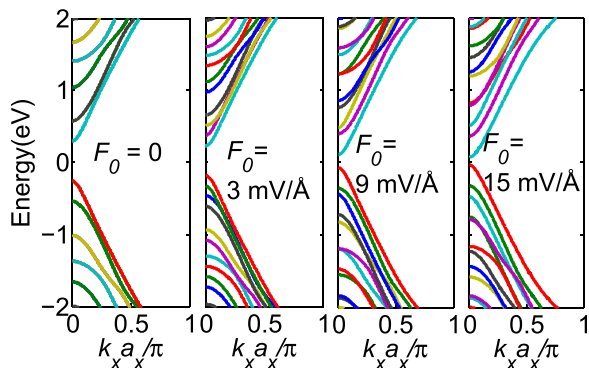 2
1
0
−1
−2
Energy(eV)
F0 = 0
F0=
3 mV/Å
F0=
9 mV/Å
F0=
15 mV/Å
0 0.5 1 0 0.5 1 0 0.5 1 0 0.5 1
kxax/π kxax/π kxax/π kxax/π